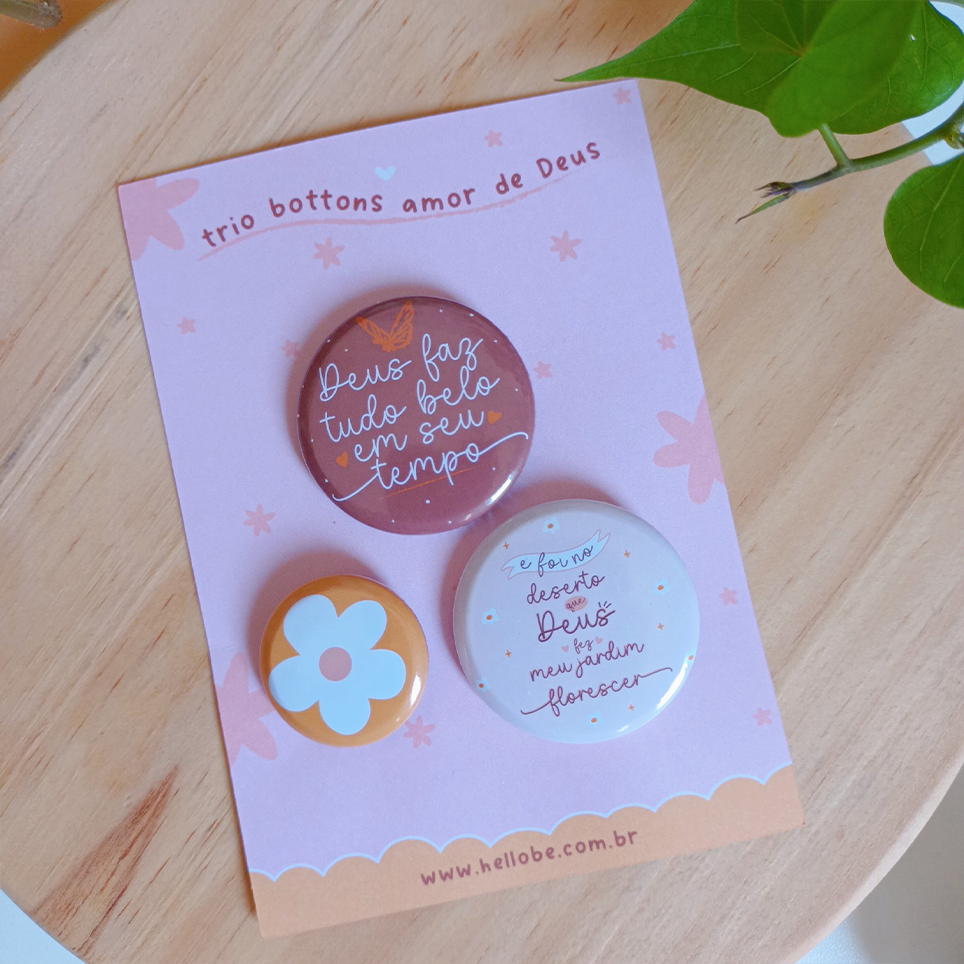 trio bottons amor de Deus
Deus faz
tudo belo
em seu
tempo
e foi no
deserto
que
Deus
fez
meu jardim
florescer
www.hellobe.com.br